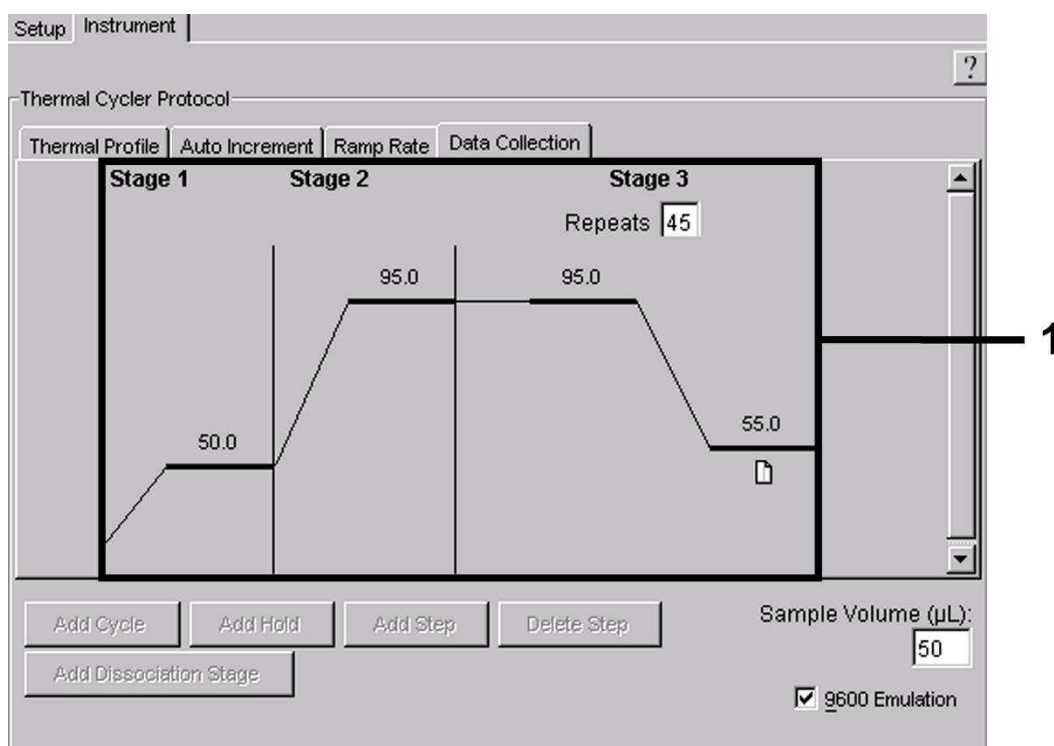 Setup Instrument
?
Thermal Cycler Protocol
Thermal Profile Auto Increment Ramp Rate Data Collection
Stage 1 Stage 2 Stage 3
Repeats 45
95.0 95.0
1
55.0
50.0
Add Cycle Add Hold Add Step Delete Step Sample Volume (µL):
50
Add Dissociation Stage
9600 Emulation